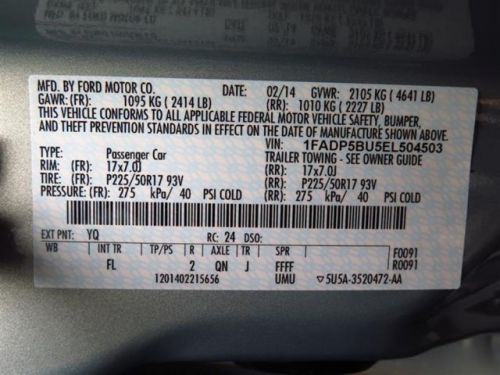 MFD. BY FORD MOTOR CO. DATE: 02/14 GVWR: 2105 KG ( 4641 LB)
GAWR: (FR): 1095 KG ( 2414 LB) (RR): 1010 KG ( 2227 LB)
THIS VEHICLE CONFORMS TO ALL APPLICABLE FEDERAL MOTOR VEHICLE SAFETY, BUMPER,
AND THEFT PREVENTION STANDARDS IN EFFECT ON THE DATE OF MANUFACTURE SHOWN ABOVE.
VIN: 1FADP5BU5EL504503
TYPE: Passenger Car TRAILER TOWING - SEE OWNER GUIDE
RIM: (FR): 17x7.0J (RR): 17x7.0J
TIRE: (FR): P225/50R17 93V (RR): P225/50R17 93V
PRESSURE: (FR): 275 kPa/ 40 PSI COLD (RR): 275 kPa/ 40 PSI COLD
EXT PNT: YQ RC: 24 DSO: F0091
WB INT TR TP/PS R AXLE TR SPR R0091
FL 2 QN J FFFF
1201402215656 UMU ▽5U5A-3520472-AA